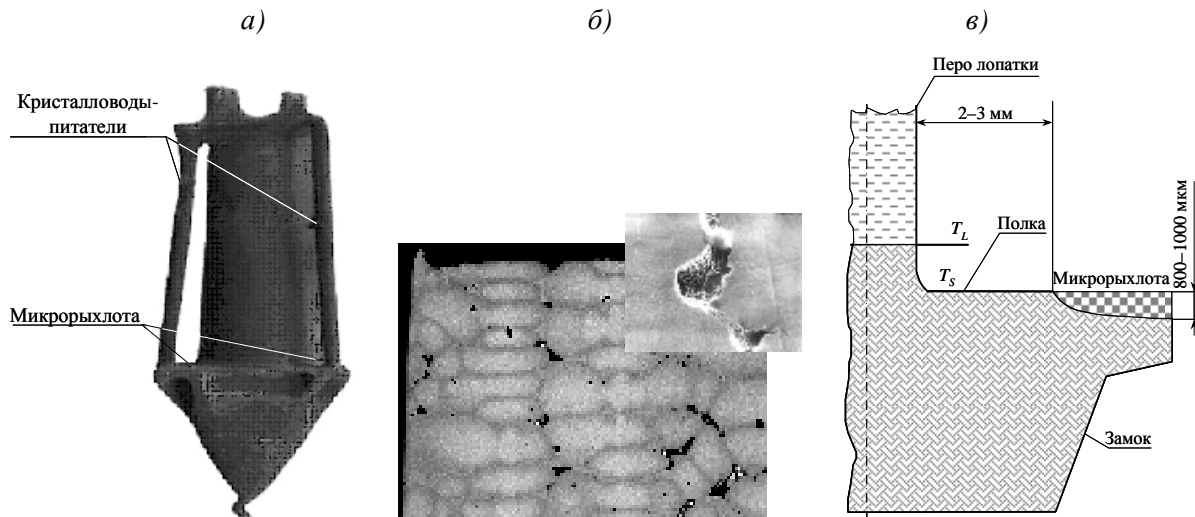 а)
б)
в)
Кристалловоды-
питатели
Микрорыхлота
Перо лопатки
2–3 мм
800–1000 мкм
T_L
Полка
T_S
Микрорыхлота
Замок